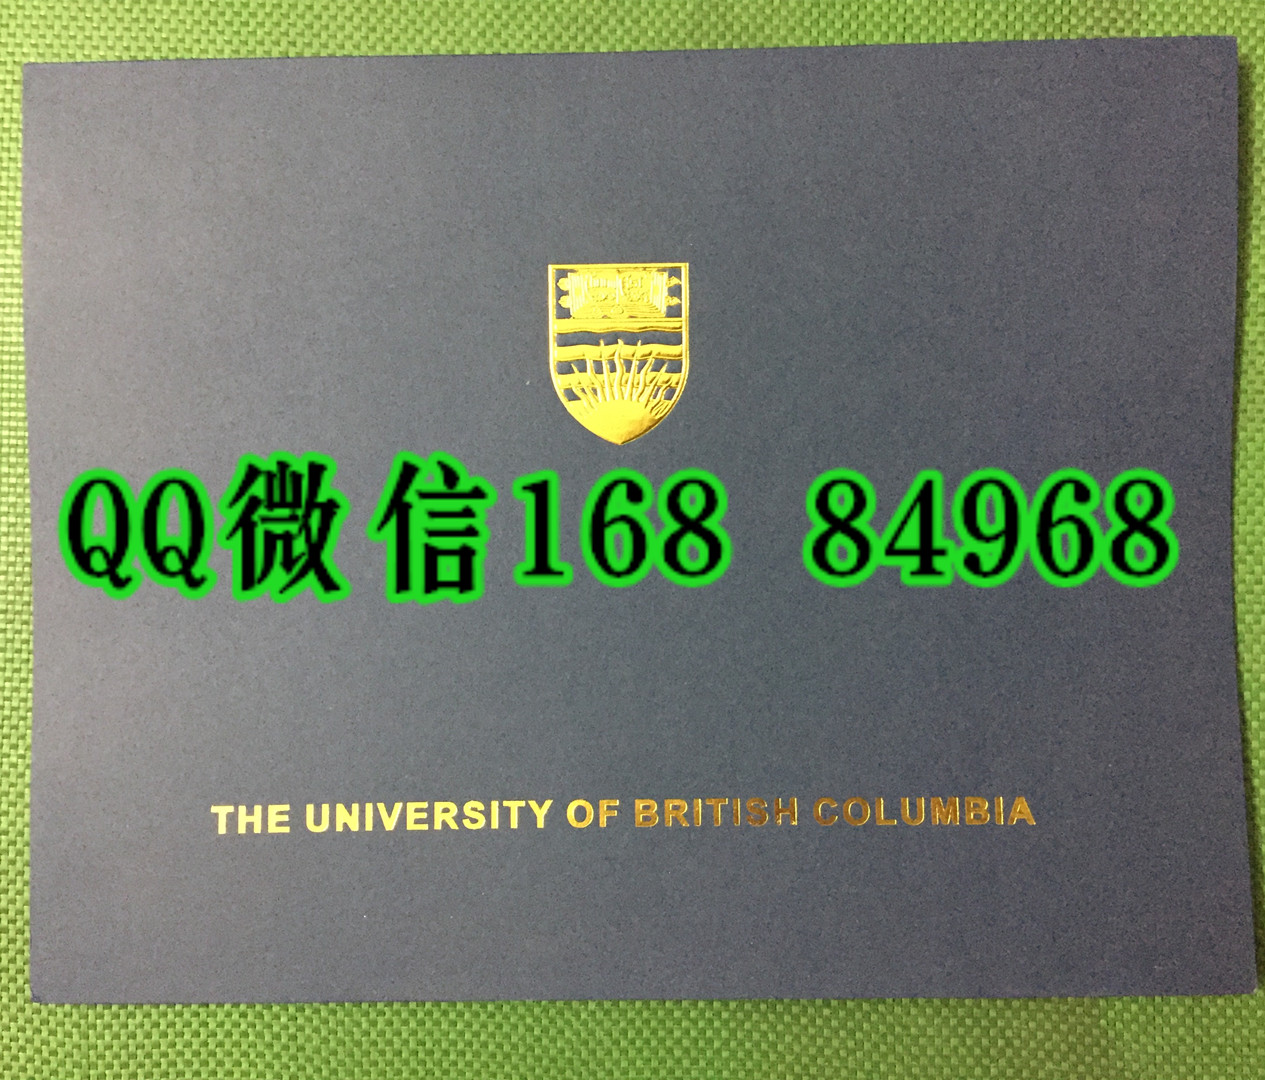 QQ微信168 84968
THE UNIVERSITY OF BRITISH COLUMBIA